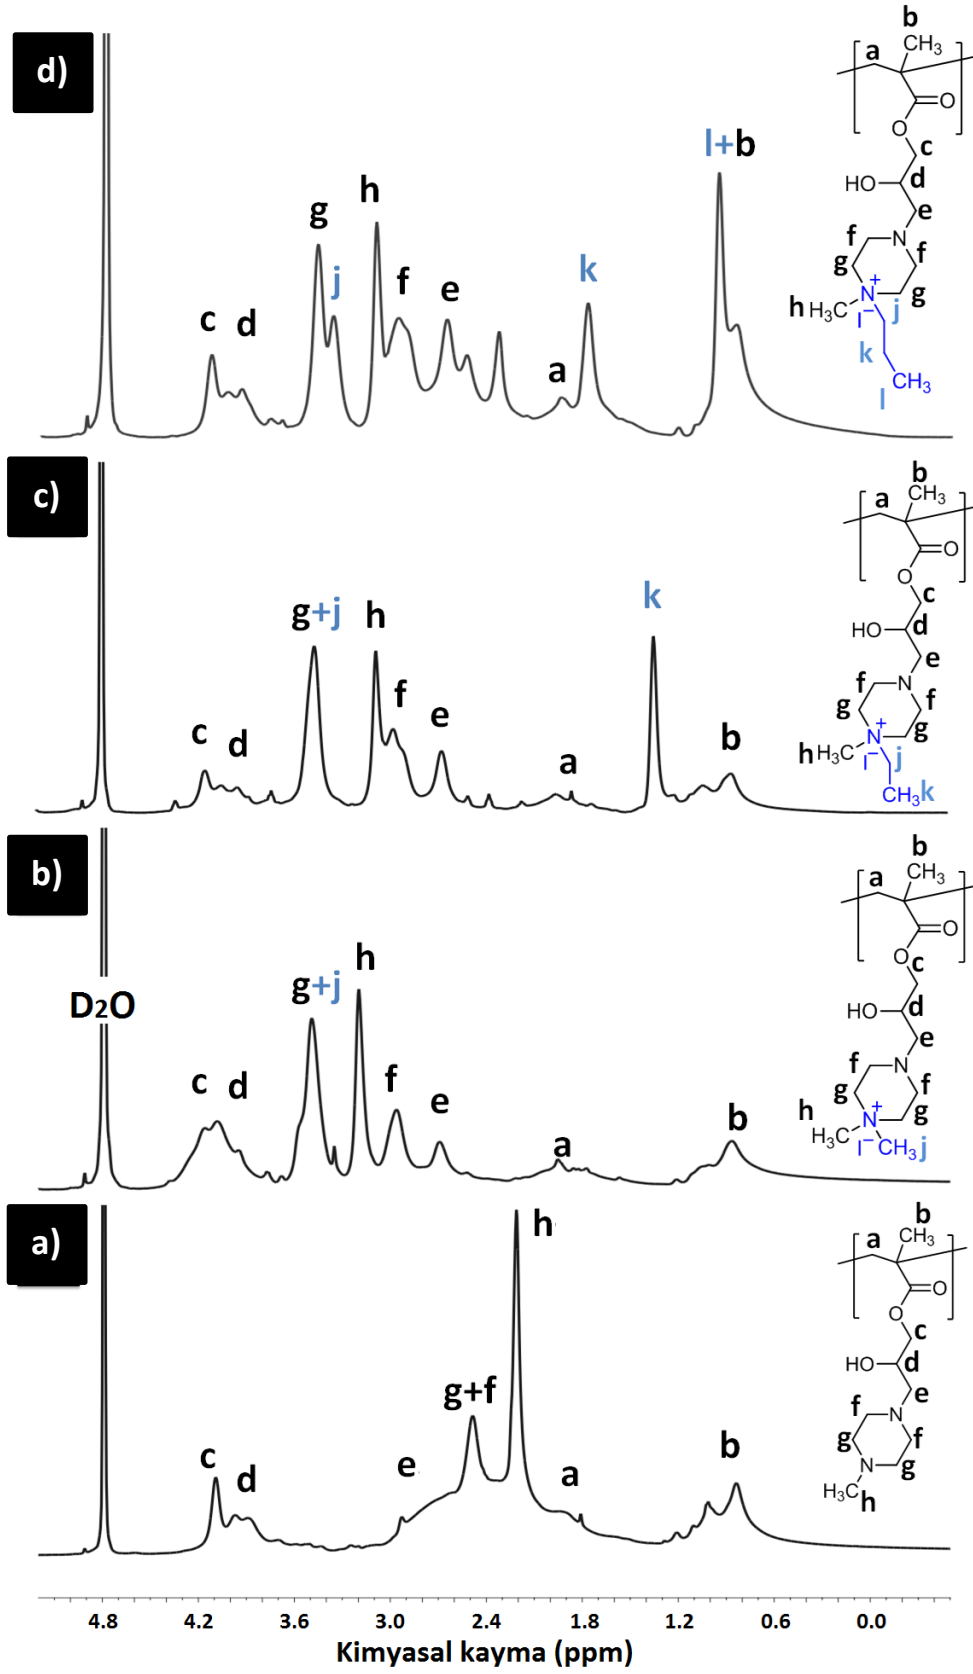 d)
g
j
h
f
e
c
d
a
k
l+b
b
a
CH₃
O
O
c
HO
d
e
f
N
f
g
+
g
h H₃C
N
I⁻
j
k
CH₃
l
c)
g+j
h
f
e
c
d
a
k
b
b
a
CH₃
O
O
c
HO
d
e
f
N
f
g
+
g
h H₃C
N
I⁻
j
CH₃k
b)
D2O
g+j
h
f
e
c
d
a
b
b
a
CH₃
O
O
c
HO
d
e
f
N
f
g
+
g
h
N
H₃C
I⁻
CH₃ j
a)
h
g+f
e
c
d
a
b
b
a
CH₃
O
O
c
HO
d
e
f
N
f
g
N
g
H₃C
h
4.8 4.2 3.6 3.0 2.4 1.8 1.2 0.6 0.0
Kimyasal kayma (ppm)